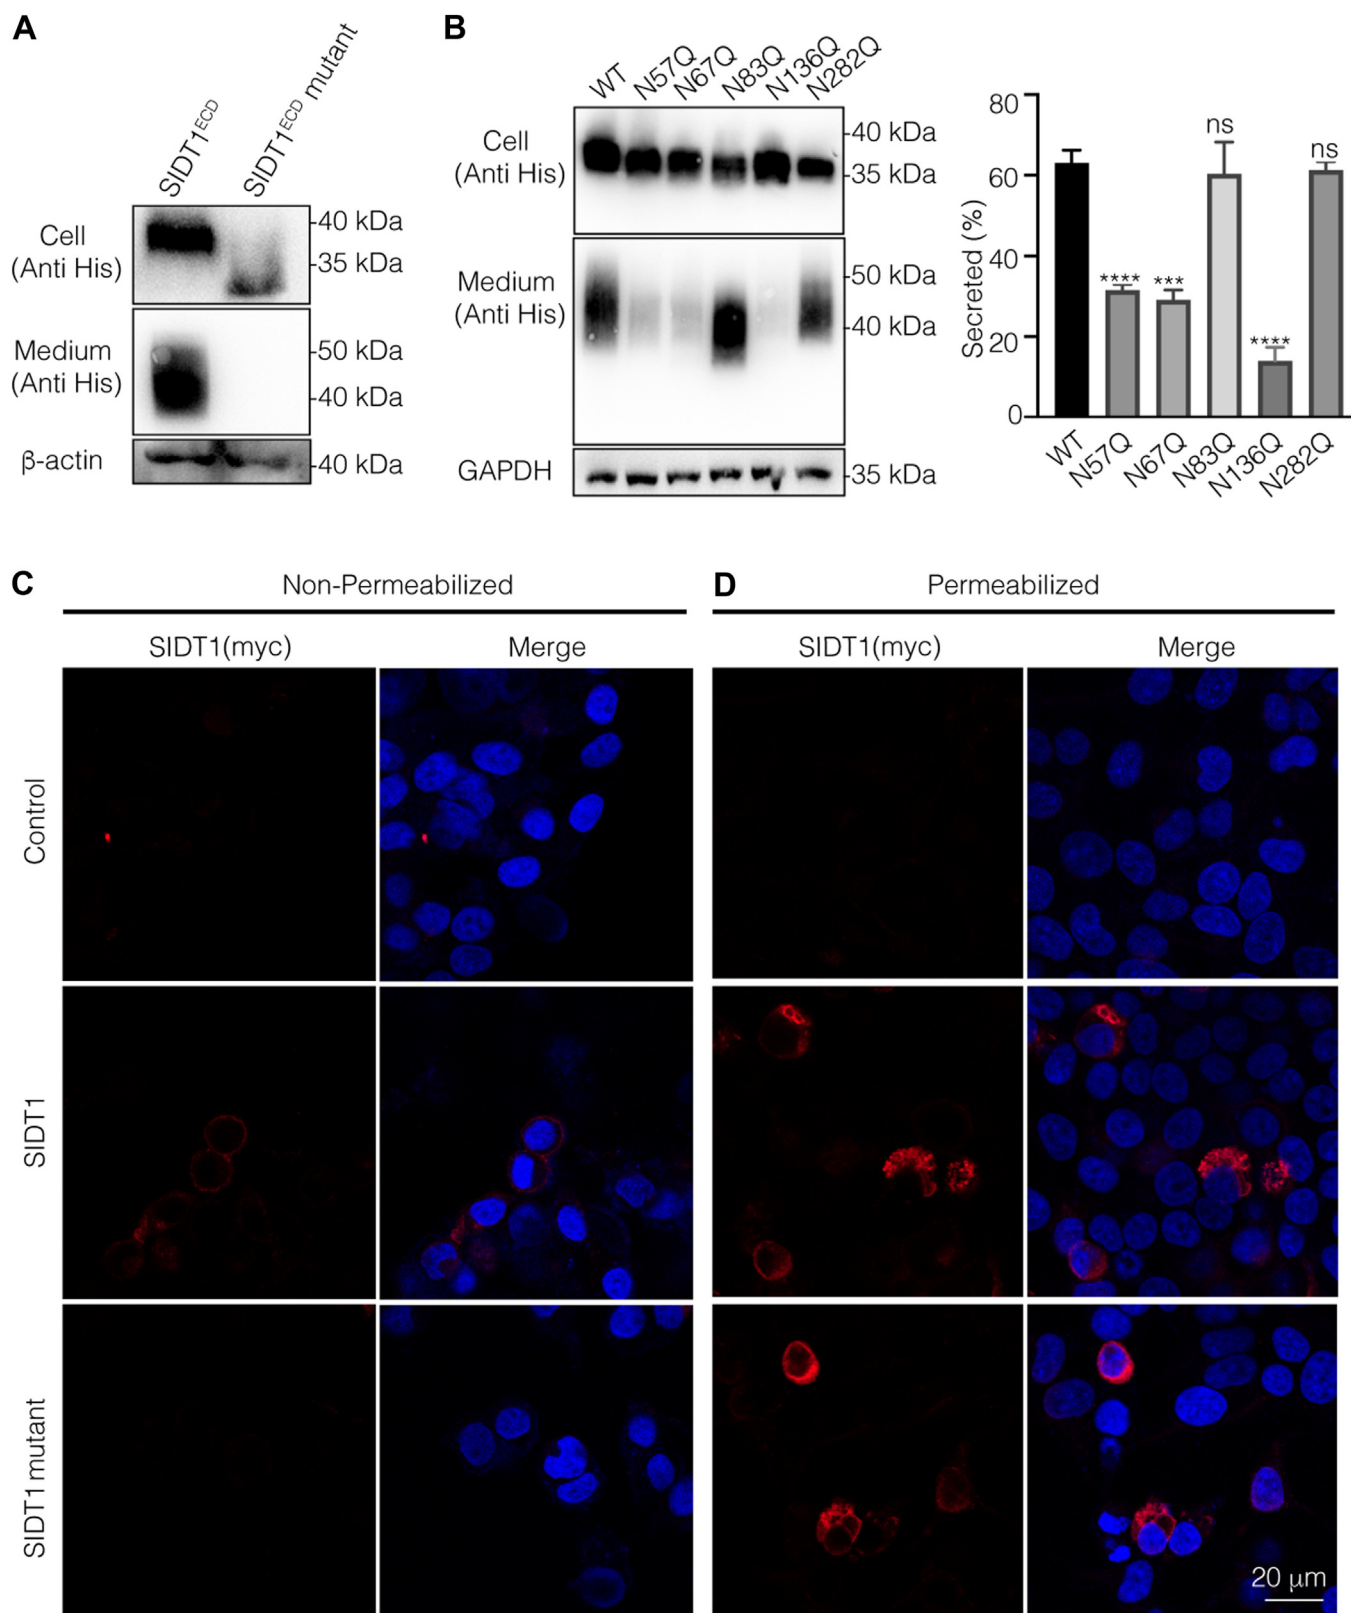 A
SIDT1ECD
SIDT1ECD mutant
Cell
(Anti His)
40 kDa
35 kDa
Medium
(Anti His)
50 kDa
40 kDa
β-actin
40 kDa
B
WT
N57Q
N67Q
N83Q
N136Q
N282Q
Cell
(Anti His)
40 kDa
35 kDa
Medium
(Anti His)
50 kDa
40 kDa
GAPDH
35 kDa
Secreted (%)
80
60
40
20
0
****
***
ns
****
ns
WT
N57Q
N67Q
N83Q
N136Q
N282Q
C
Non-Permeabilized
SIDT1(myc)
Merge
D
Permeabilized
SIDT1(myc)
Merge
Control
SIDT1
SIDT1 mutant
20 μm